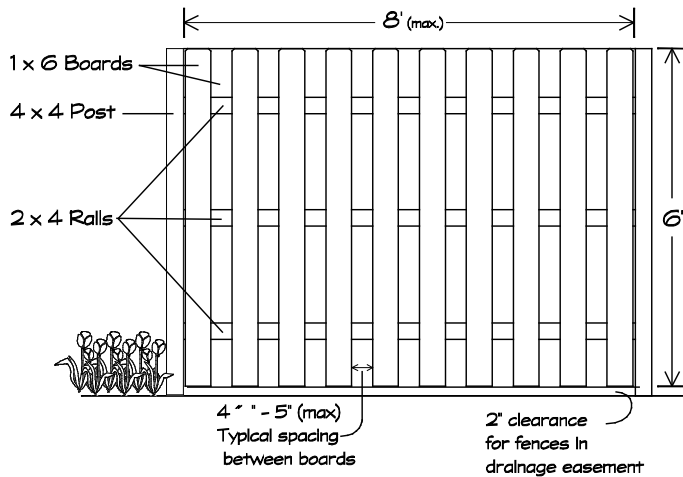 8' (max.)
1 x 6 Boards
4 x 4 Post
2 x 4 Rails
6'
4 " - 5" (max)
Typical spacing
between boards
2" clearance
for fences in
drainage easement